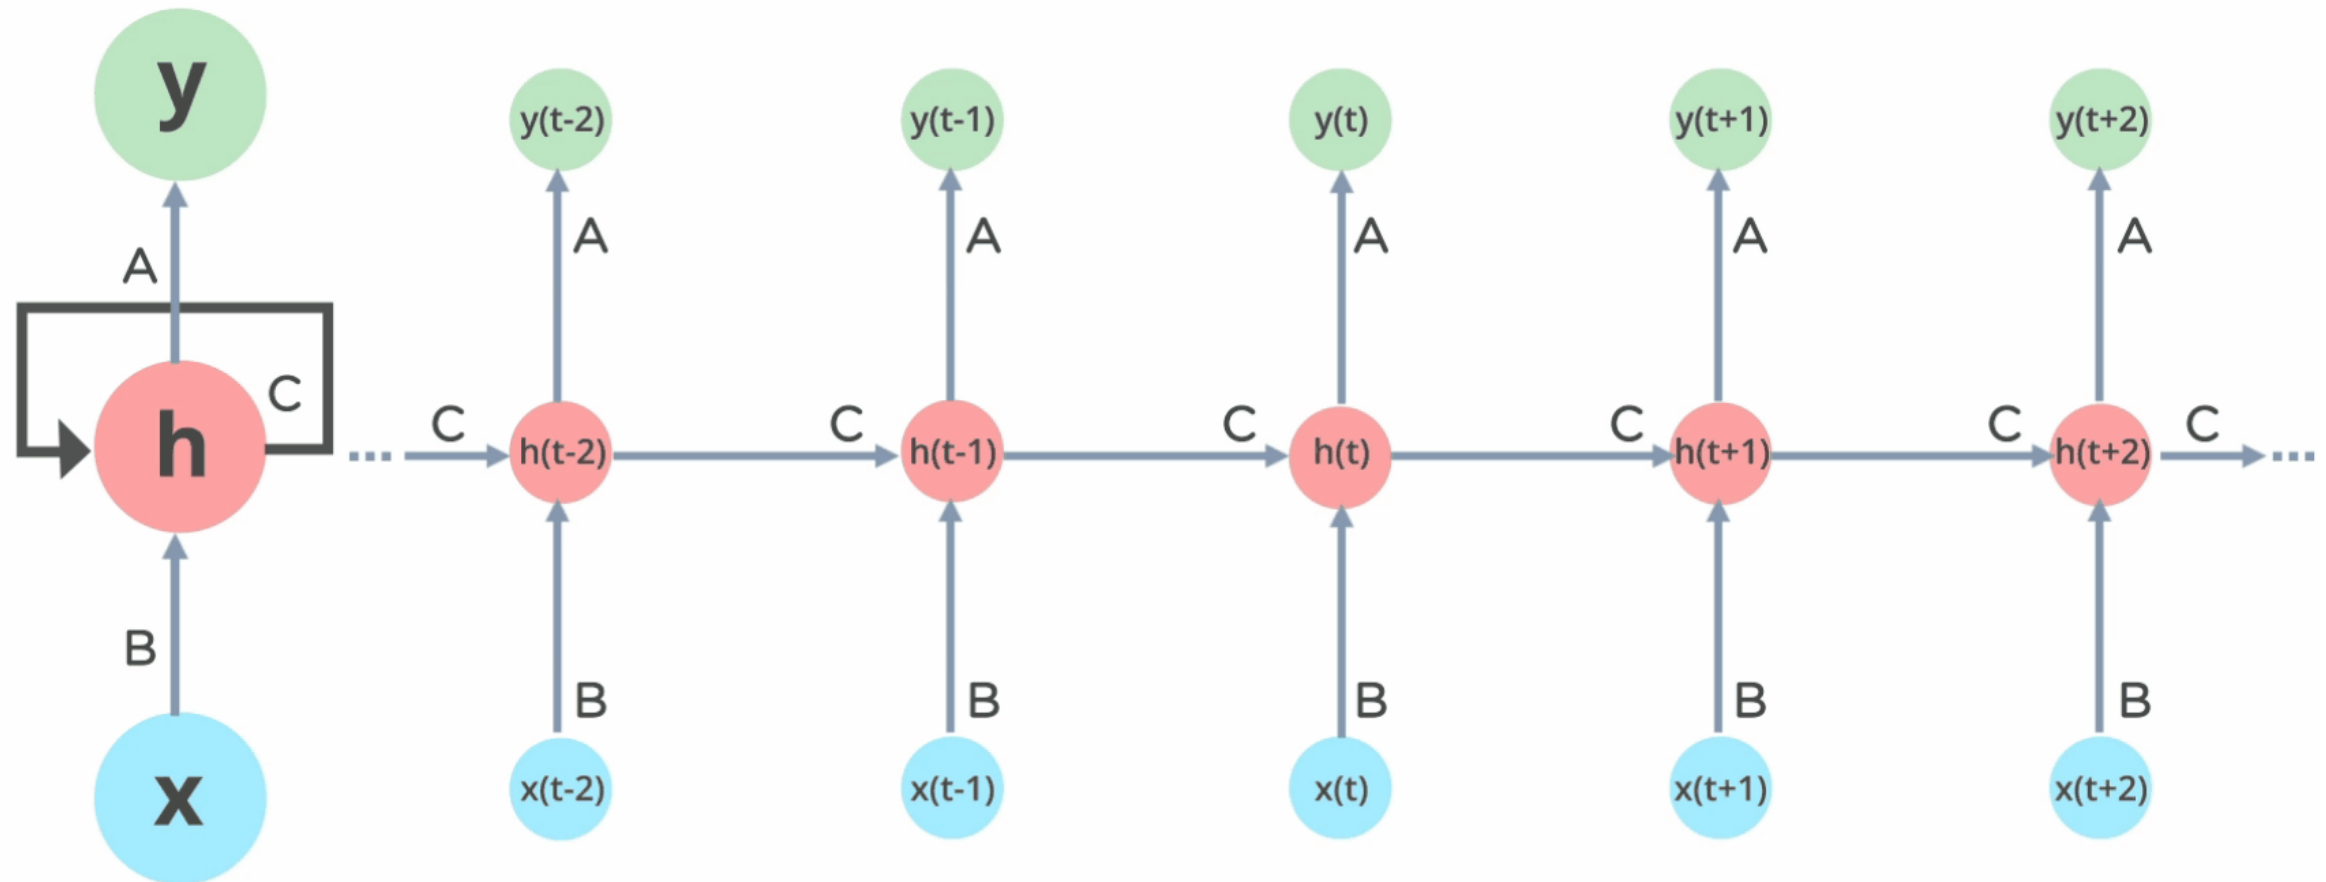 y
A
C
h
B
x
y(t-2) y(t-1) y(t) y(t+1) y(t+2)
A A A A A
C C C C C C
h(t-2) h(t-1) h(t) h(t+1) h(t+2)
B B B B B
x(t-2) x(t-1) x(t) x(t+1) x(t+2)